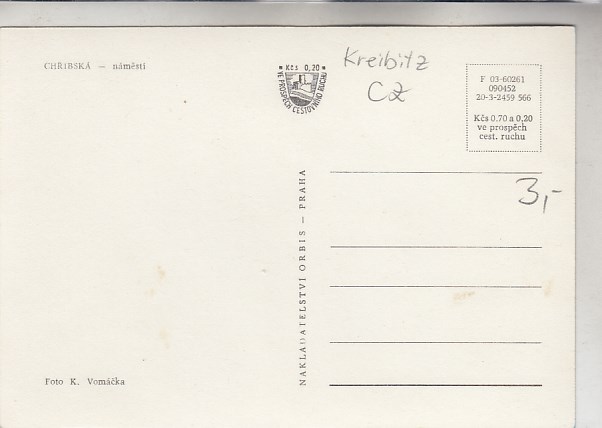 CHŘIBSKÁ — náměstí
Kčs 0,20
VE PROSPĚCH CESTOVNÍHO RUCHU
Kreibitz
CZ
F 03-60261
090452
20-3-2459 566
Kčs 0.70 a 0,20
ve prospěch
cest. ruchu
3,-
NAKLADATELSTVÍ ORBIS — PRAHA
Foto K. Vomáčka